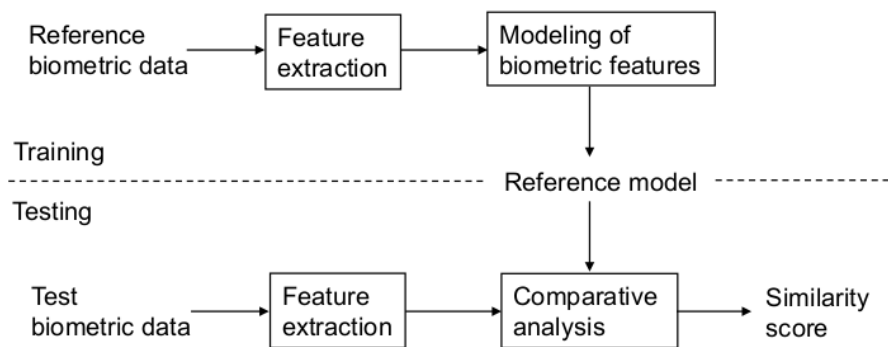 Reference
biometric data
Feature
extraction
Modeling of
biometric features
Training
Reference model
Testing
Test
biometric data
Feature
extraction
Comparative
analysis
Similarity
score